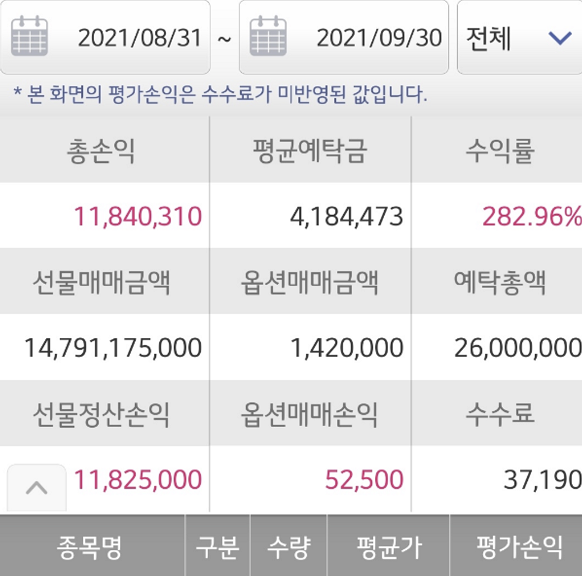 2021/08/31 ~ 2021/09/30 전체
* 본 화면의 평가손익은 수수료가 미반영된 값입니다.
총손익 평균예탁금 수익률
11,840,310 4,184,473 282.96%
선물매매금액 옵션매매금액 예탁총액
14,791,175,000 1,420,000 26,000,000
선물정산손익 옵션매매손익 수수료
11,825,000 52,500 37,190
종목명 구분 수량 평균가 평가손익